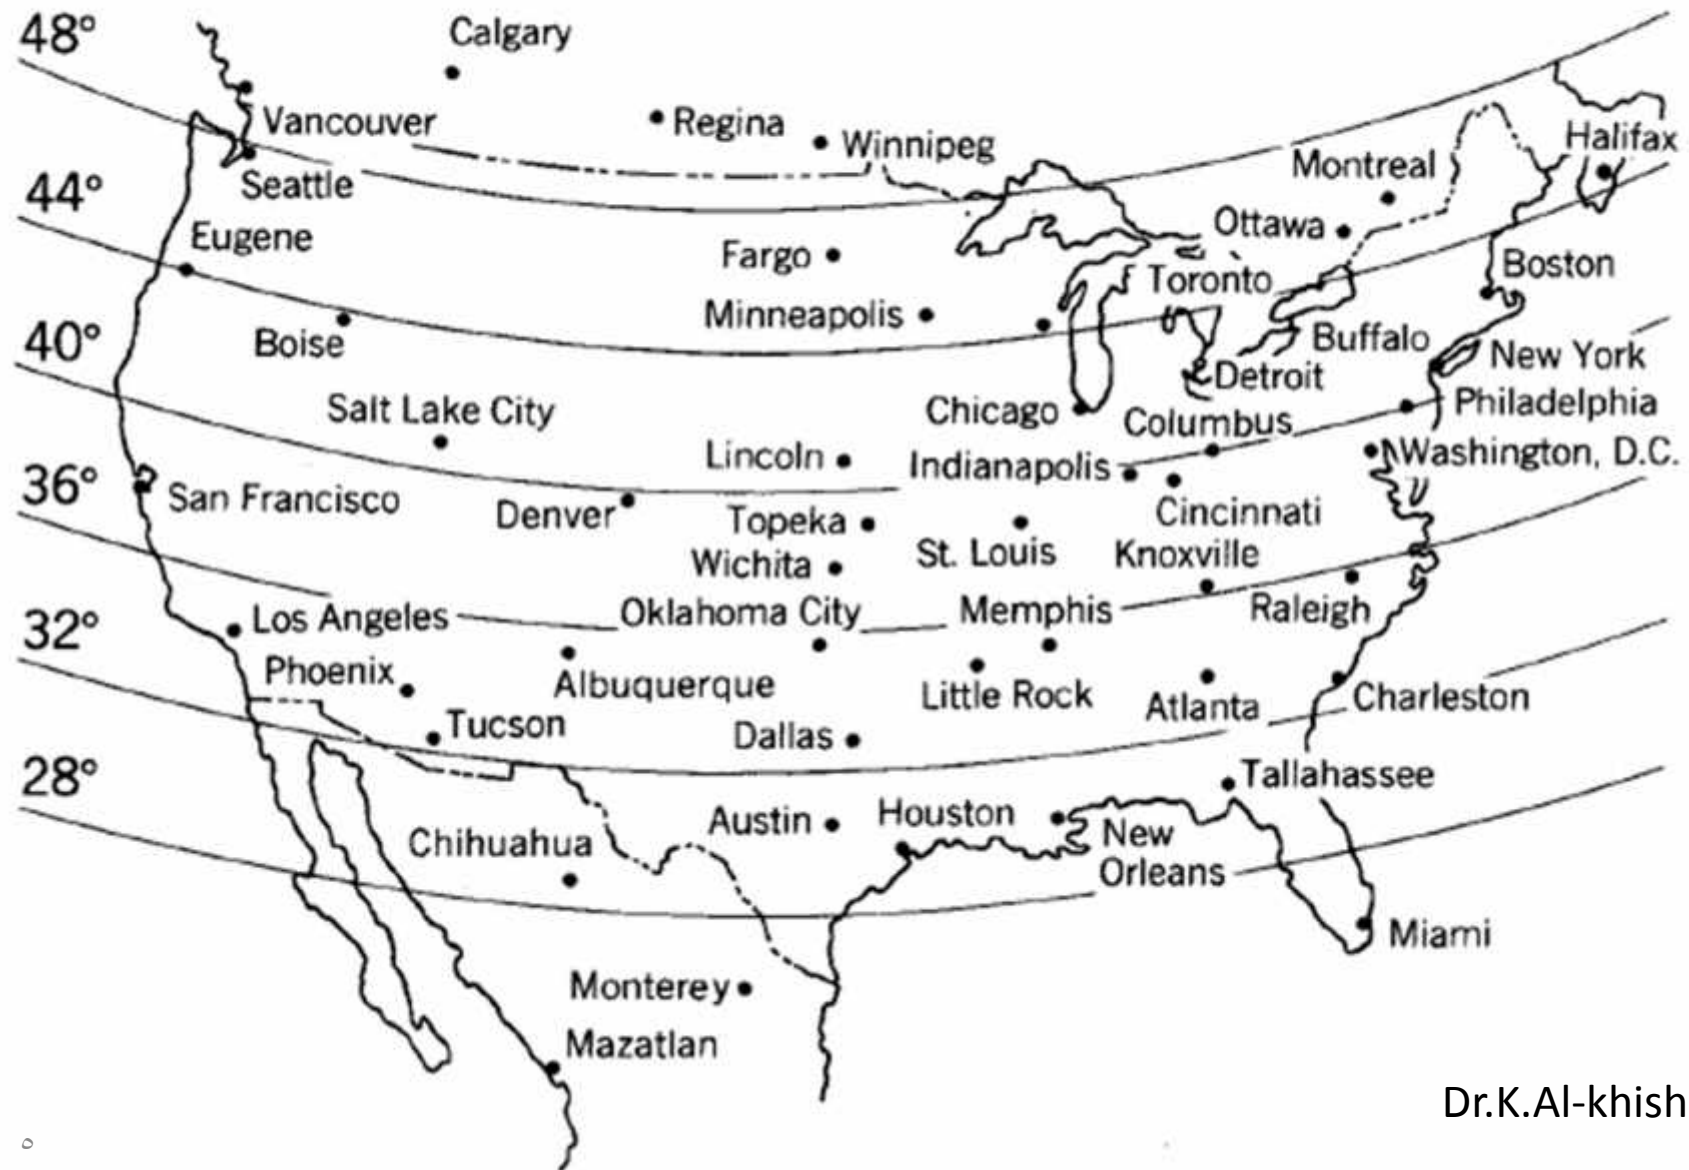 48°
Calgary
Vancouver
Regina
Winnipeg
Halifax
Montreal
44°
Seattle
Eugene
Fargo
Ottawa
Toronto
Boston
Minneapolis
40°
Boise
Buffalo
New York
Detroit
Salt Lake City
Chicago
Columbus
Philadelphia
Lincoln
Indianapolis
Washington, D.C.
36°
San Francisco
Denver
Topeka
Cincinnati
Wichita
St. Louis
Knoxville
32°
Los Angeles
Oklahoma City
Memphis
Raleigh
Phoenix
Albuquerque
Little Rock
Atlanta
Charleston
Tucson
Dallas
28°
Tallahassee
Chihuahua
Austin
Houston
New
Orleans
Miami
Monterey
Mazatlan
Dr.K.Al-khish
٥